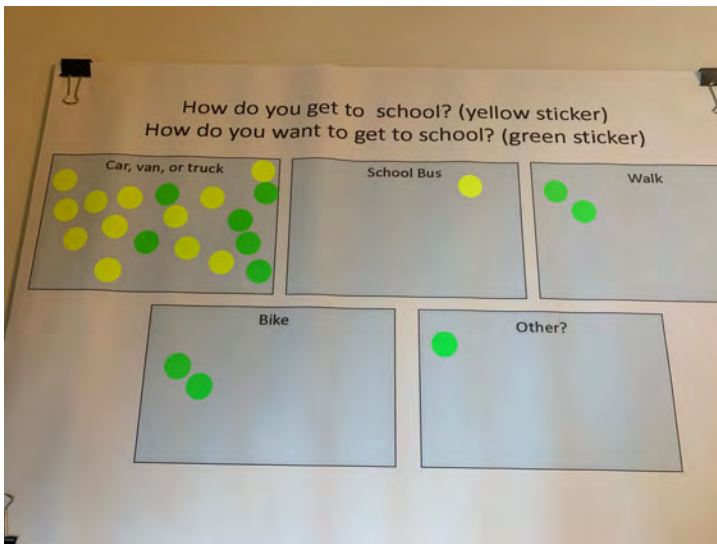 How do you get to school? (yellow sticker)
How do you want to get to school? (green sticker)
Car, van, or truck
School Bus
Walk
Bike
Other?